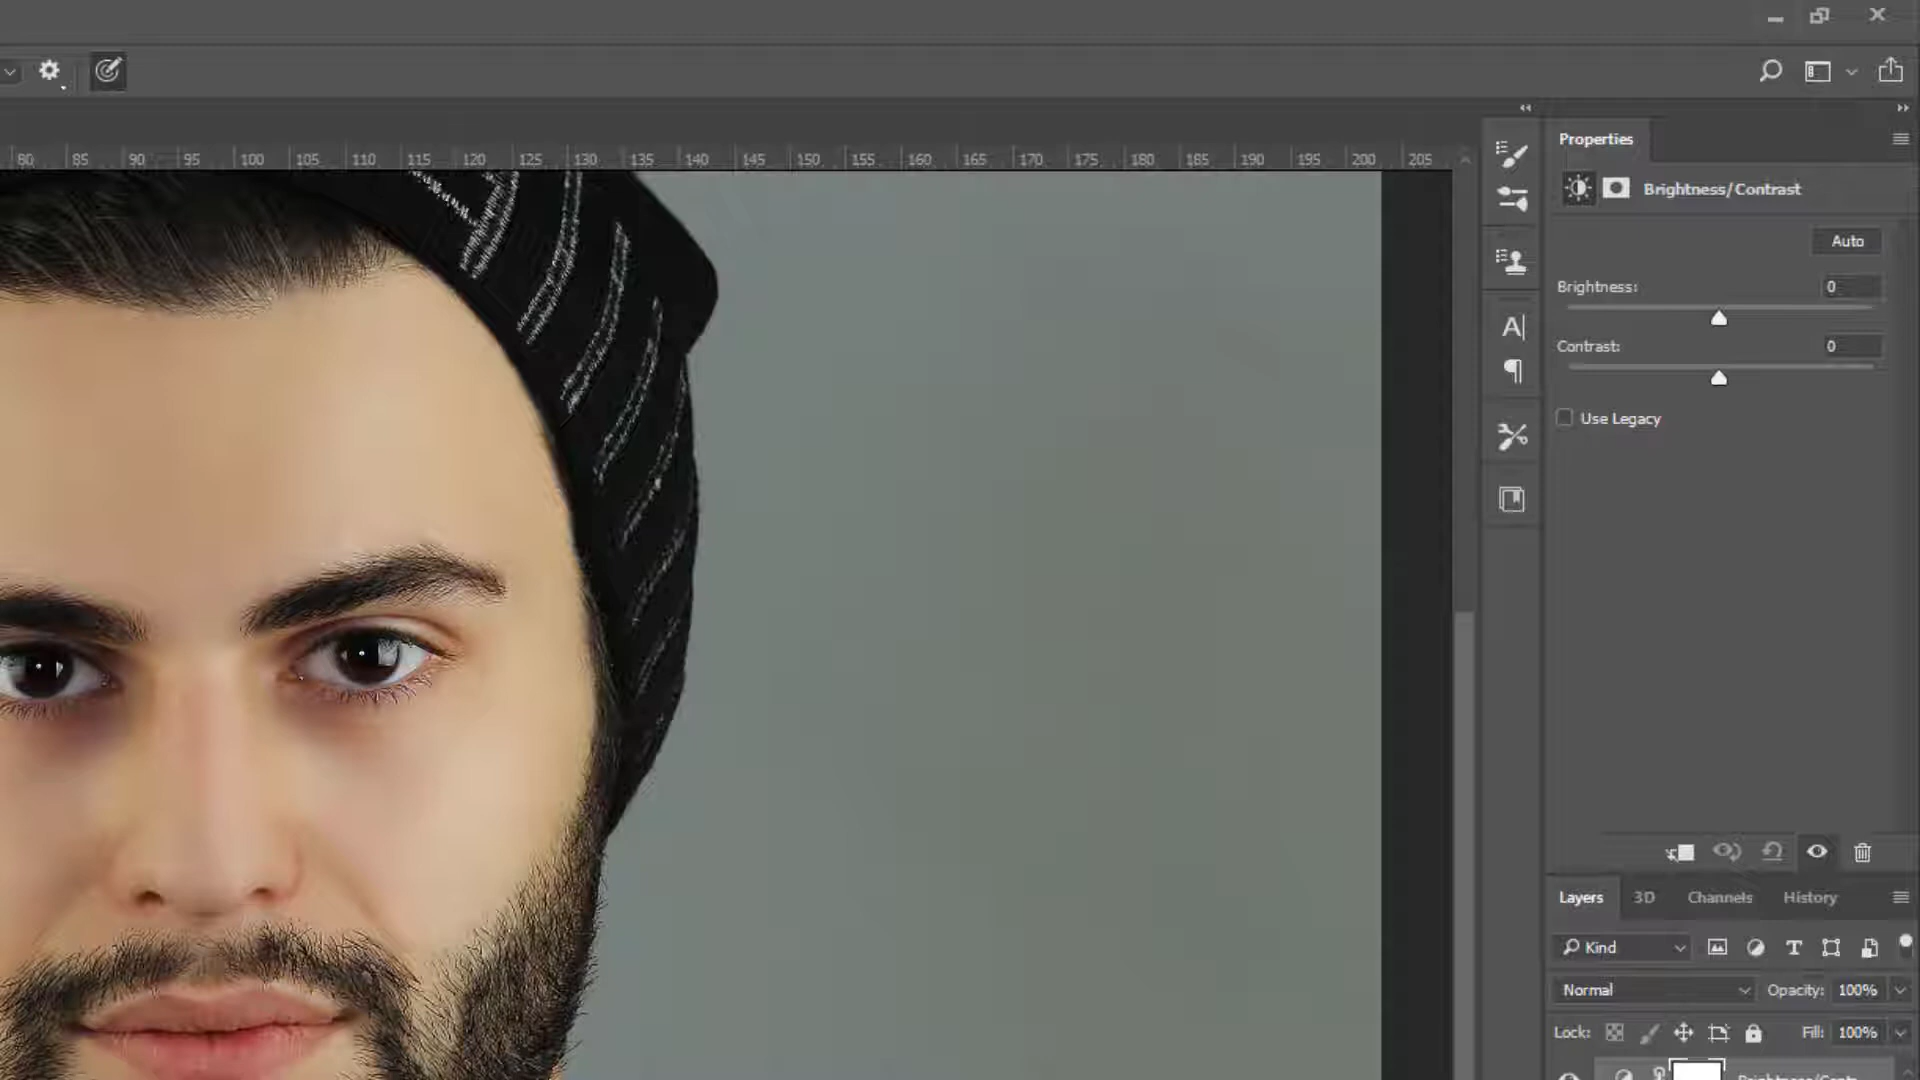 80 85 90 95 100 105 110 115 120 125 130 135 140 145 150 155 160 165 170 175 180 185 190 195 200 205
Properties
Brightness/Contrast
Auto
Brightness: 0
Contrast: 0
Use Legacy
Layers 3D Channels History
Kind
Normal Opacity: 100%
Lock: Fill: 100%